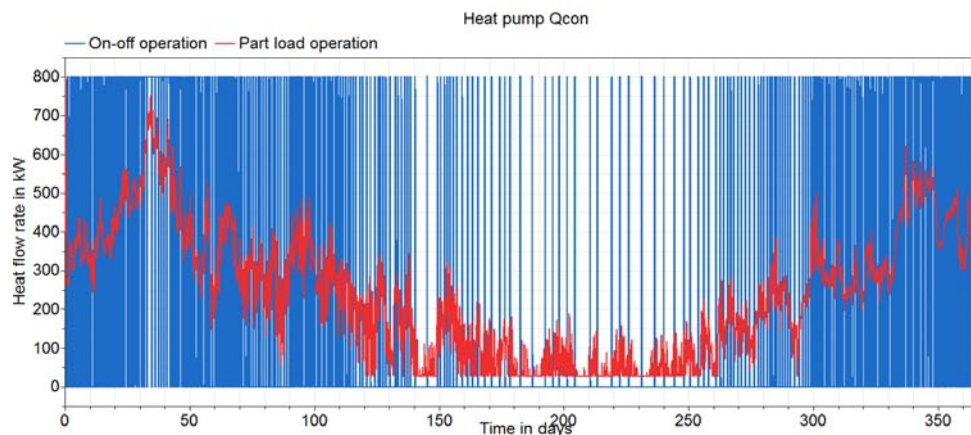 Heat pump Qcon
On-off operation Part load operation
Heat flow rate in kW
800
700
600
500
400
300
200
100
0
0 50 100 150 200 250 300 350
Time in days